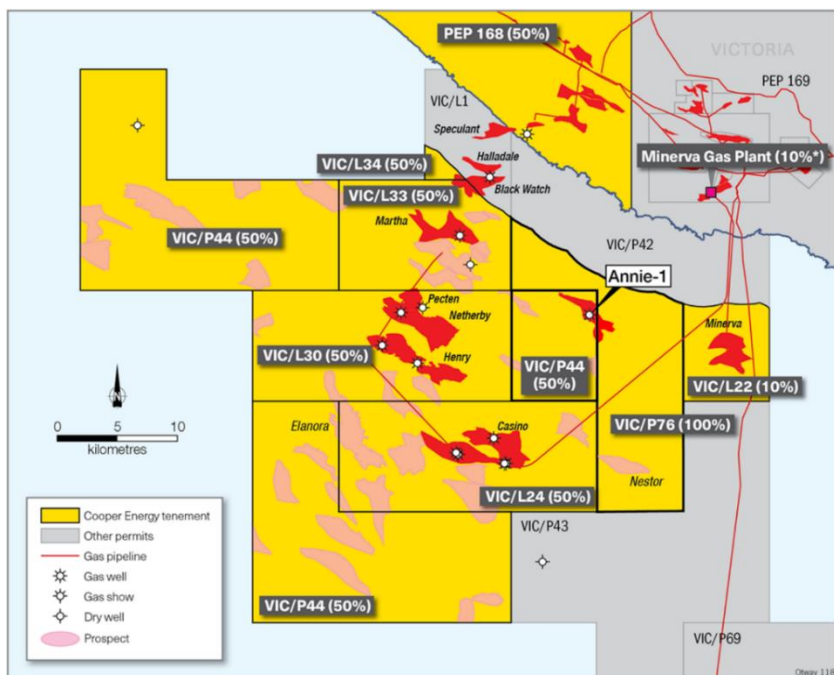 PEP 168 (50%)
VICTORIA
PEP 169
VIC/L1
Speculant
Minerva Gas Plant (10%*)
Halladale
VIC/L34 (50%)
Black Watch
VIC/L33 (50%)
Martha
VIC/P44 (50%)
VIC/P42
Annie-1
Pecten
Netherby
Minerva
VIC/L30 (50%)
Henry
VIC/P44
(50%)
VIC/L22 (10%)
N
0 5 10
kilometres
Elanora
Casino
VIC/P76 (100%)
Nestor
VIC/L24 (50%)
VIC/P43
VIC/P44 (50%)
VIC/P69
Cooper Energy tenement
Other permits
Gas pipeline
Gas well
Gas show
Dry well
Prospect